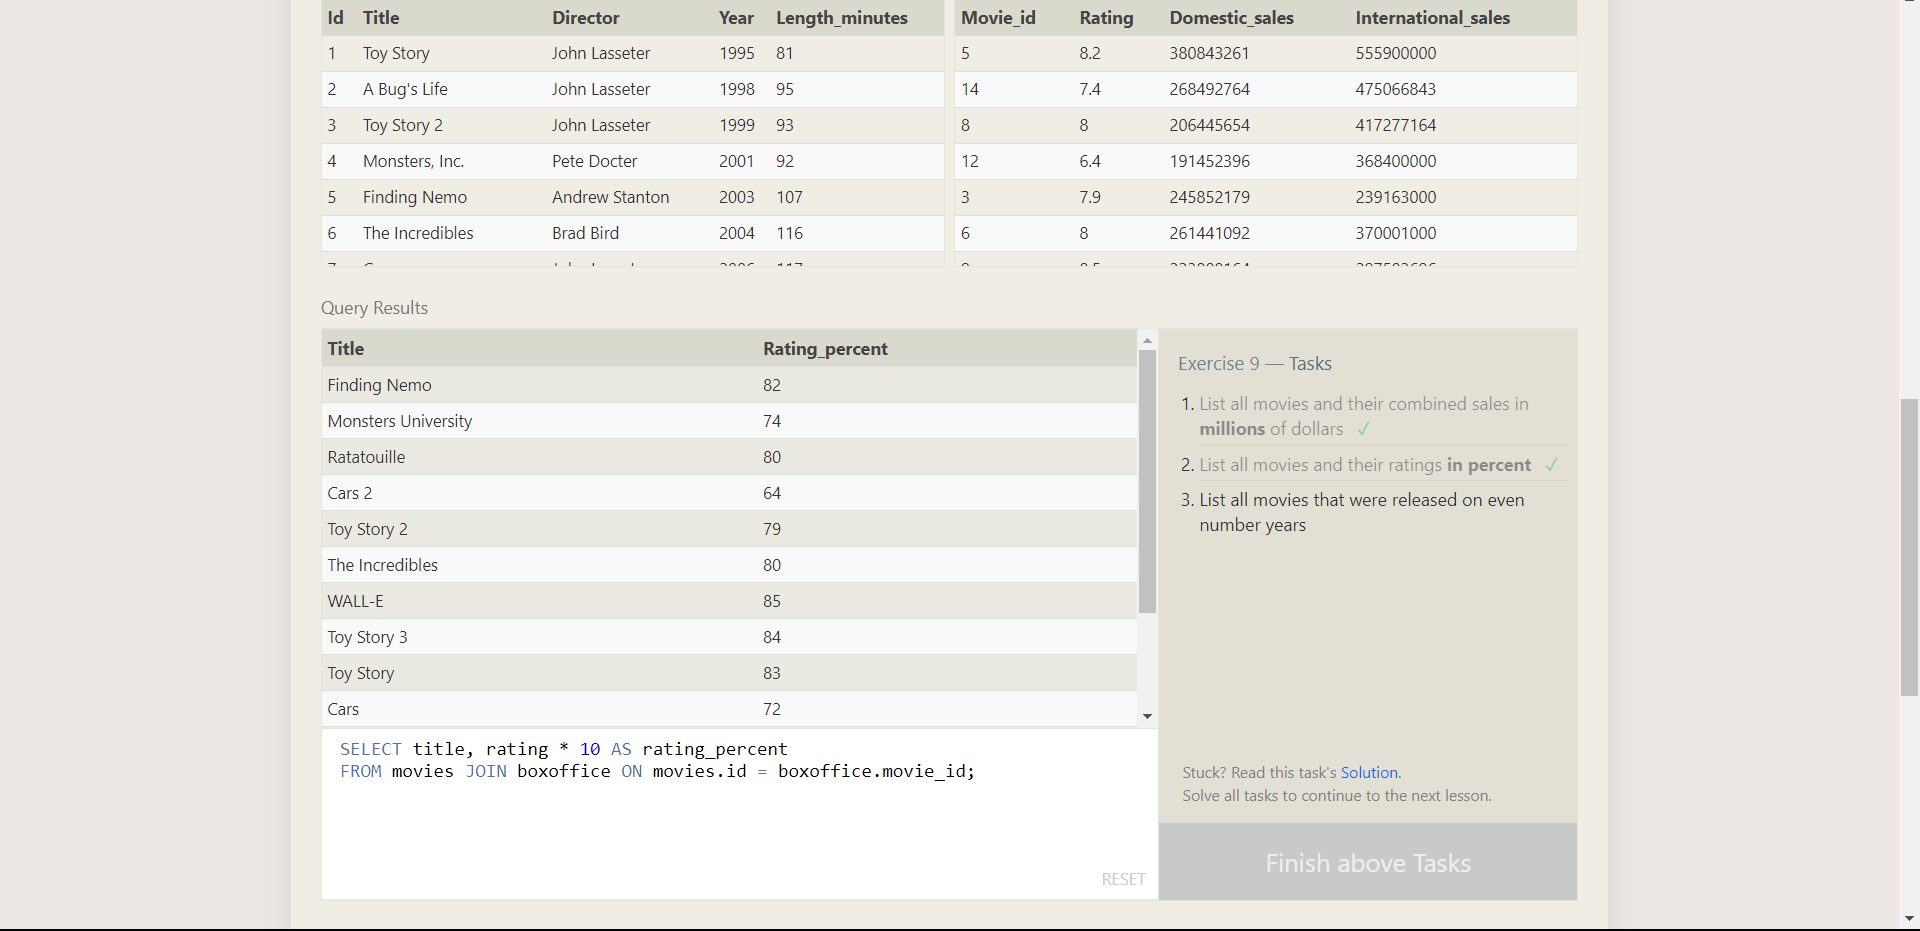 Id Title Director Year Length_minutes
1 Toy Story John Lasseter 1995 81
2 A Bug's Life John Lasseter 1998 95
3 Toy Story 2 John Lasseter 1999 93
4 Monsters, Inc. Pete Docter 2001 92
5 Finding Nemo Andrew Stanton 2003 107
6 The Incredibles Brad Bird 2004 116
Movie_id Rating Domestic_sales International_sales
5 8.2 380843261 555900000
14 7.4 268492764 475066843
8 8 206445654 417277164
12 6.4 191452396 368400000
3 7.9 245852179 239163000
6 8 261441092 370001000
Query Results
Title Rating_percent
Finding Nemo 82
Monsters University 74
Ratatouille 80
Cars 2 64
Toy Story 2 79
The Incredibles 80
WALL-E 85
Toy Story 3 84
Toy Story 83
Cars 72
SELECT title, rating * 10 AS rating_percent
FROM movies JOIN boxoffice ON movies.id = boxoffice.movie_id;
RESET
Exercise 9 — Tasks
1. List all movies and their combined sales in
millions of dollars ✓
2. List all movies and their ratings in percent ✓
3. List all movies that were released on even
number years
Stuck? Read this task's Solution.
Solve all tasks to continue to the next lesson.
Finish above Tasks